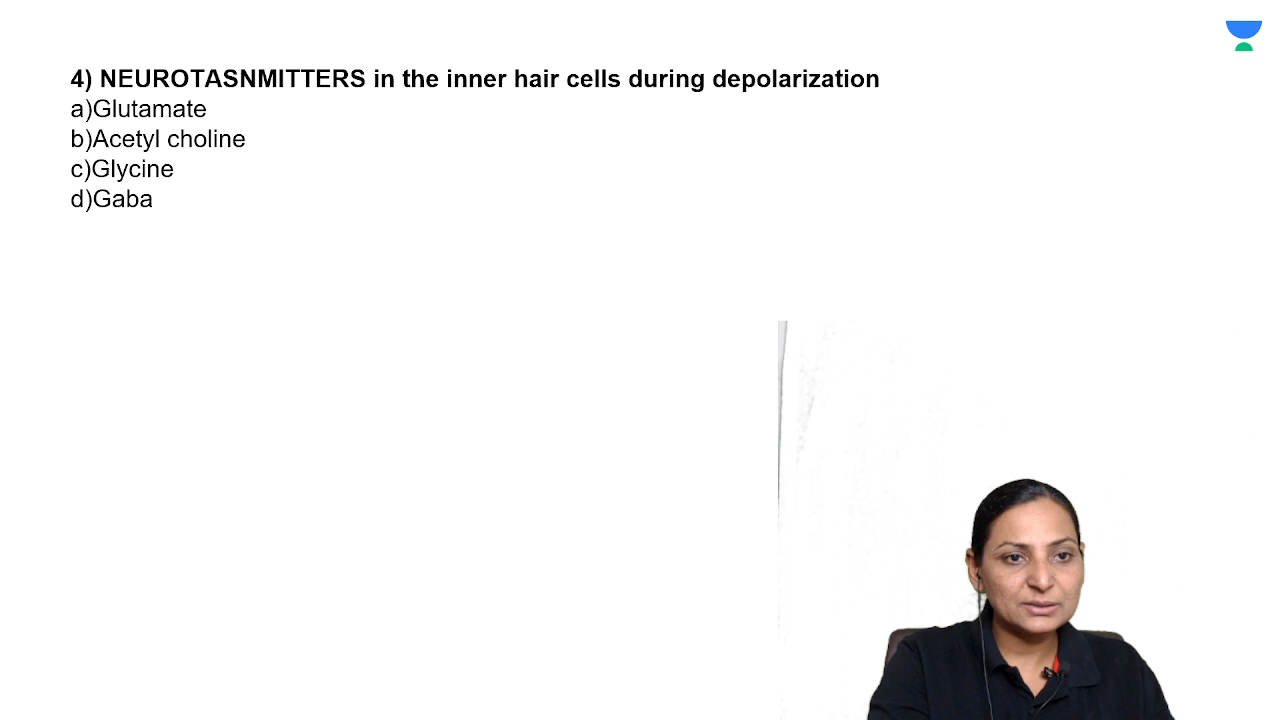 4) NEUROTASNMITTERS in the inner hair cells during depolarization
a)Glutamate
b)Acetyl choline
c)Glycine
d)Gaba